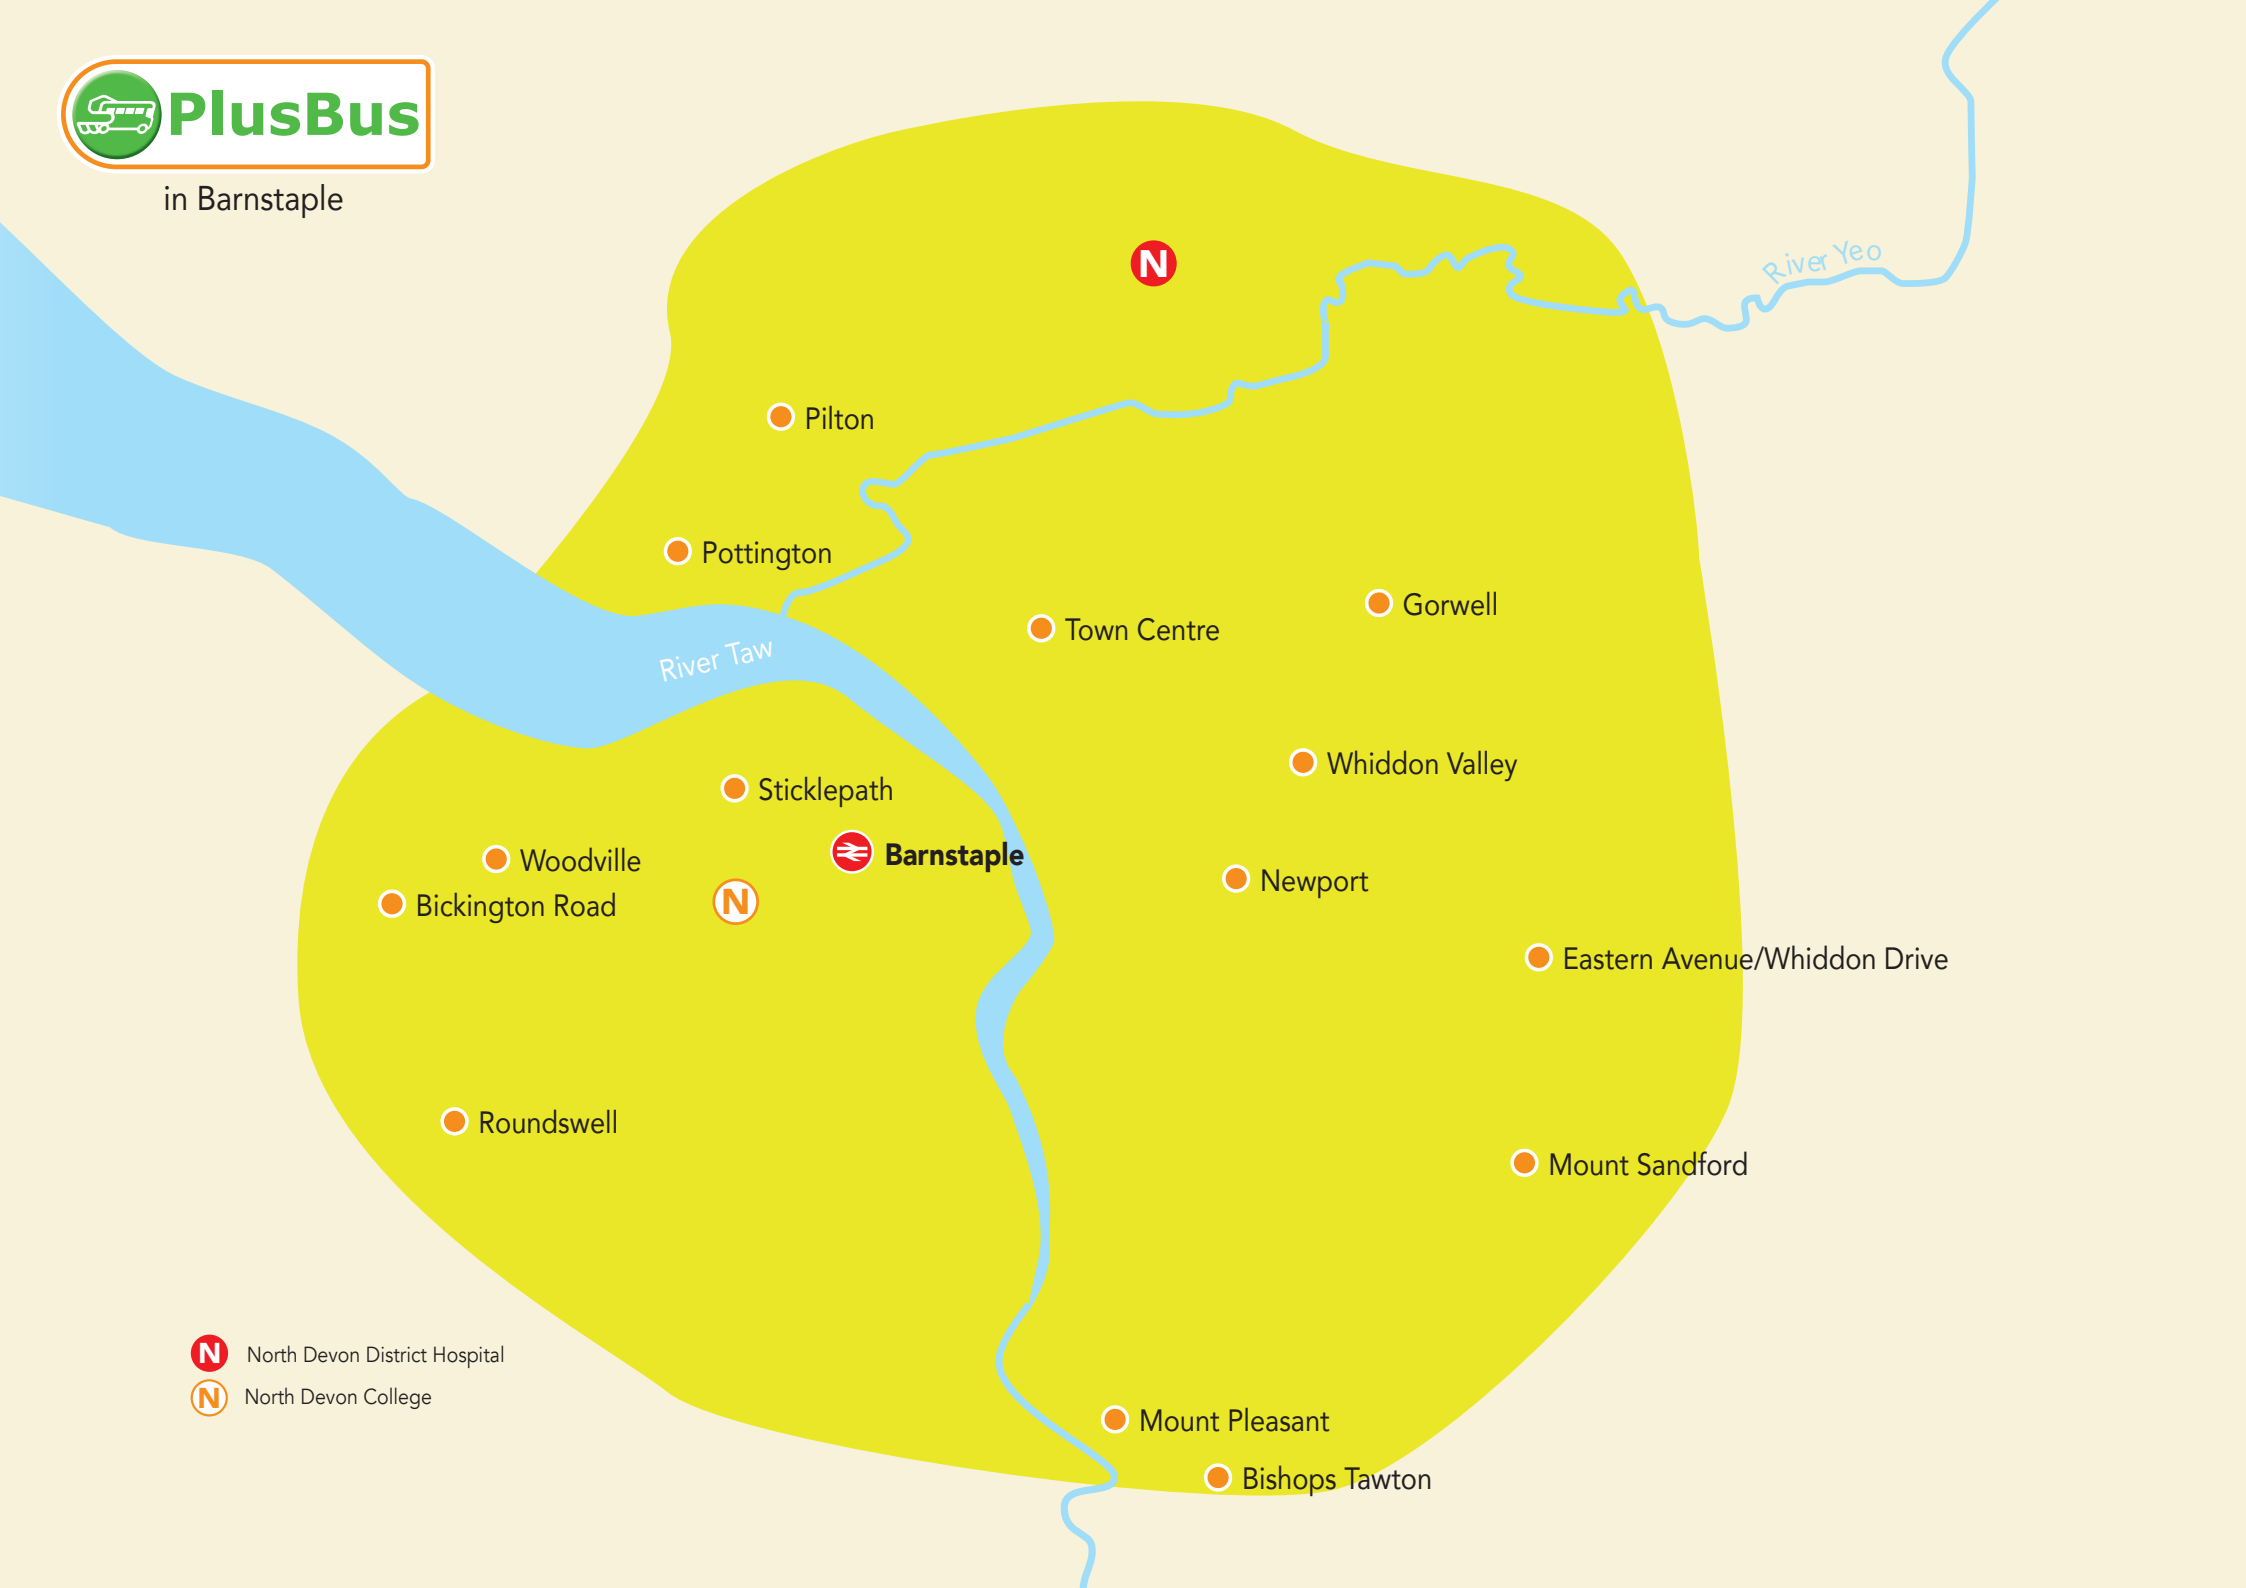 PlusBus
in Barnstaple
River Yeo
N
Pilton
Pottington
Gorwell
Town Centre
River Taw
Whiddon Valley
Sticklepath
Barnstaple
Woodville
Newport
Bickington Road
N
Eastern Avenue/Whiddon Drive
Roundswell
Mount Sandford
N North Devon District Hospital
N North Devon College
Mount Pleasant
Bishops Tawton